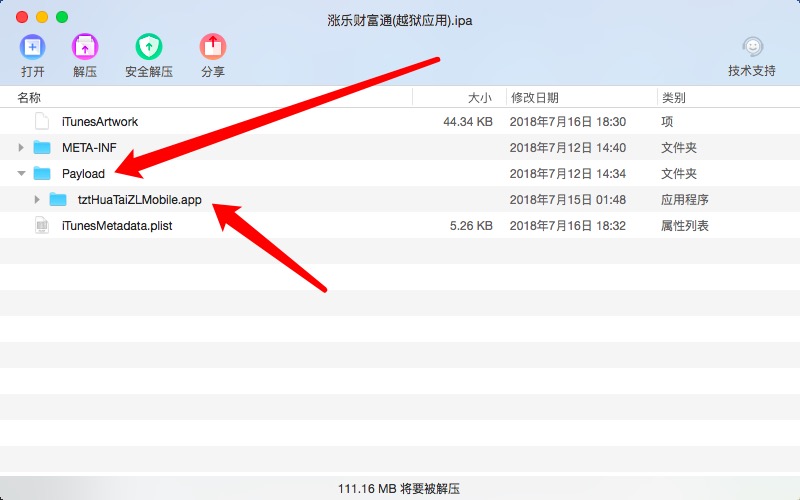 涨乐财富通(越狱应用).ipa
打开 解压 安全解压 分享 技术支持
名称 大小 修改日期 类别
iTunesArtwork 44.34 KB 2018年7月16日 18:30 项
META-INF 2018年7月12日 14:40 文件夹
Payload 2018年7月12日 14:34 文件夹
tztHuaTaiZLMobile.app 2018年7月15日 01:48 应用程序
iTunesMetadata.plist 5.26 KB 2018年7月16日 18:32 属性列表
111.16 MB 将要被解压